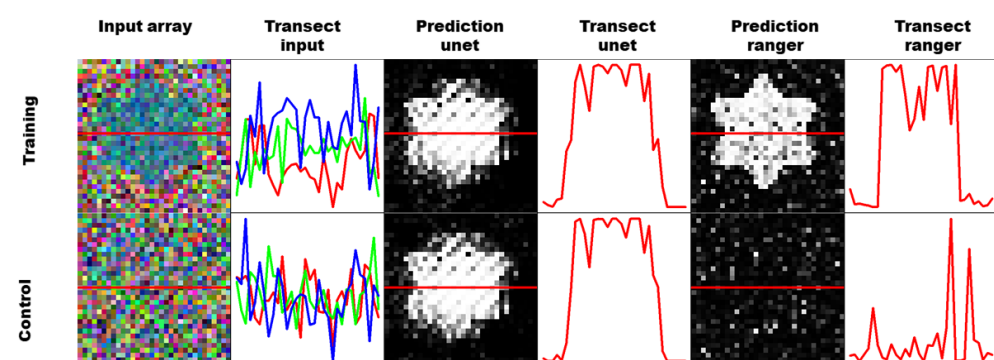 Input array
Transect
input
Prediction
unet
Transect
unet
Prediction
ranger
Transect
ranger
Training
Control